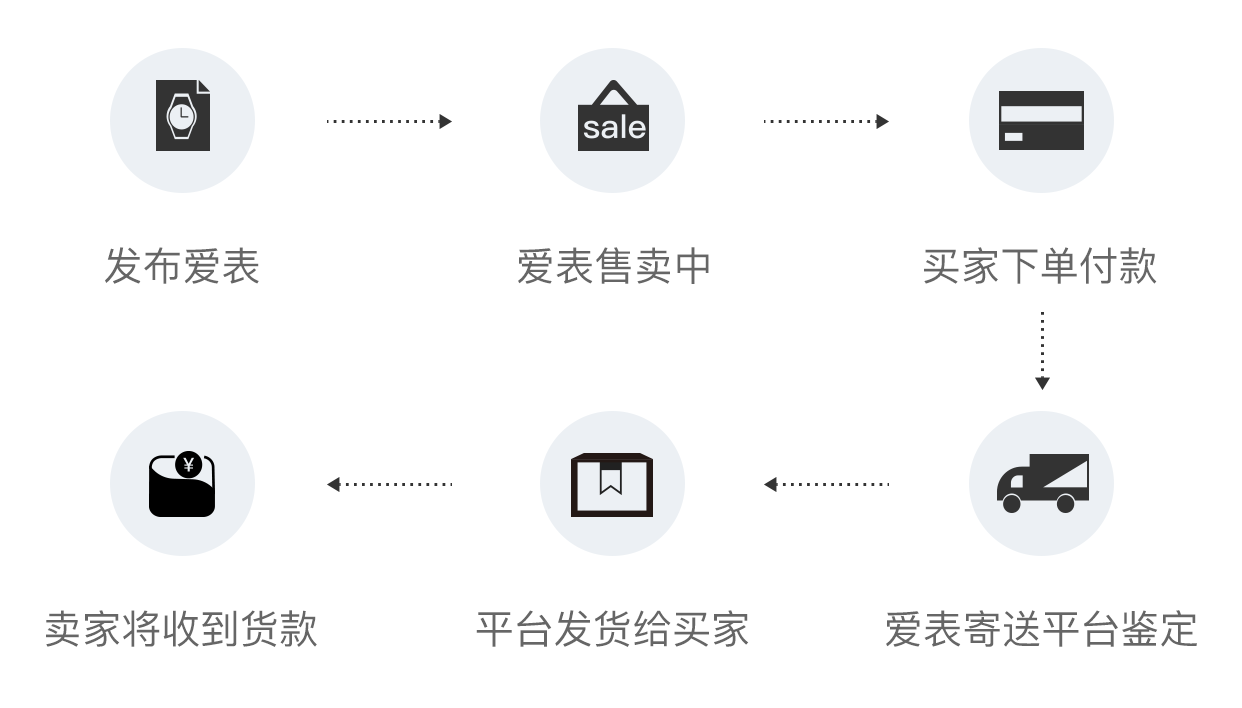 sale
发布爱表
爱表售卖中
买家下单付款
¥
卖家将收到货款
平台发货给买家
爱表寄送平台鉴定